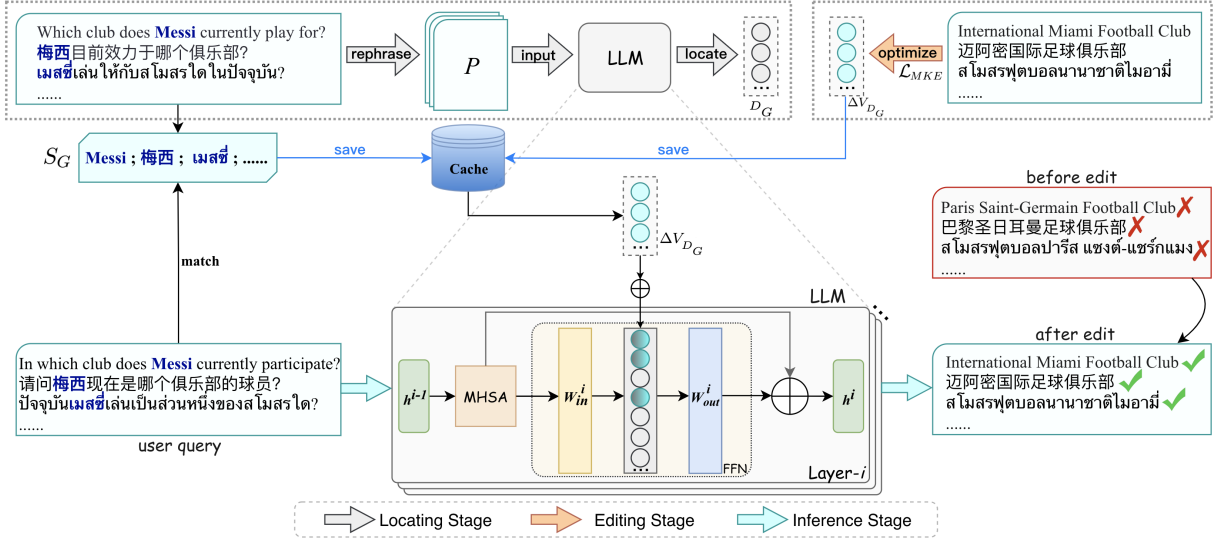 Which club does Messi currently play for?
梅西目前效力于哪个俱乐部?
เมสซี่เล่นให้กับสโมสรใดในปัจจุบัน?
......
rephrase
P
input
LLM
locate
D_G
ΔV_{D_G}
optimize
ℒ_{MKE}
International Miami Football Club
迈阿密国际足球俱乐部
สโมสรฟุตบอลนานาชาติไมอามี่
......
S_G
Messi ; 梅西 ; เมสซี่ ; ......
save
Cache
save
ΔV_{D_G}
before edit
Paris Saint-Germain Football Club
巴黎圣日耳曼足球俱乐部
สโมสรฟุตบอลปารีส แซงต์-แชร์กแมง
......
match
LLM
...
In which club does Messi currently participate?
请问梅西现在是哪个俱乐部的球员?
ปัจจุบันเมสซี่เล่นเป็นส่วนหนึ่งของสโมสรใด?
......
user query
h^{i-1}
MHSA
W_{in}^i
W_{out}^i
h^i
FFN
Layer-i
after edit
International Miami Football Club
迈阿密国际足球俱乐部
สโมสรฟุตบอลนานาชาติไมอามี่
......
Locating Stage
Editing Stage
Inference Stage